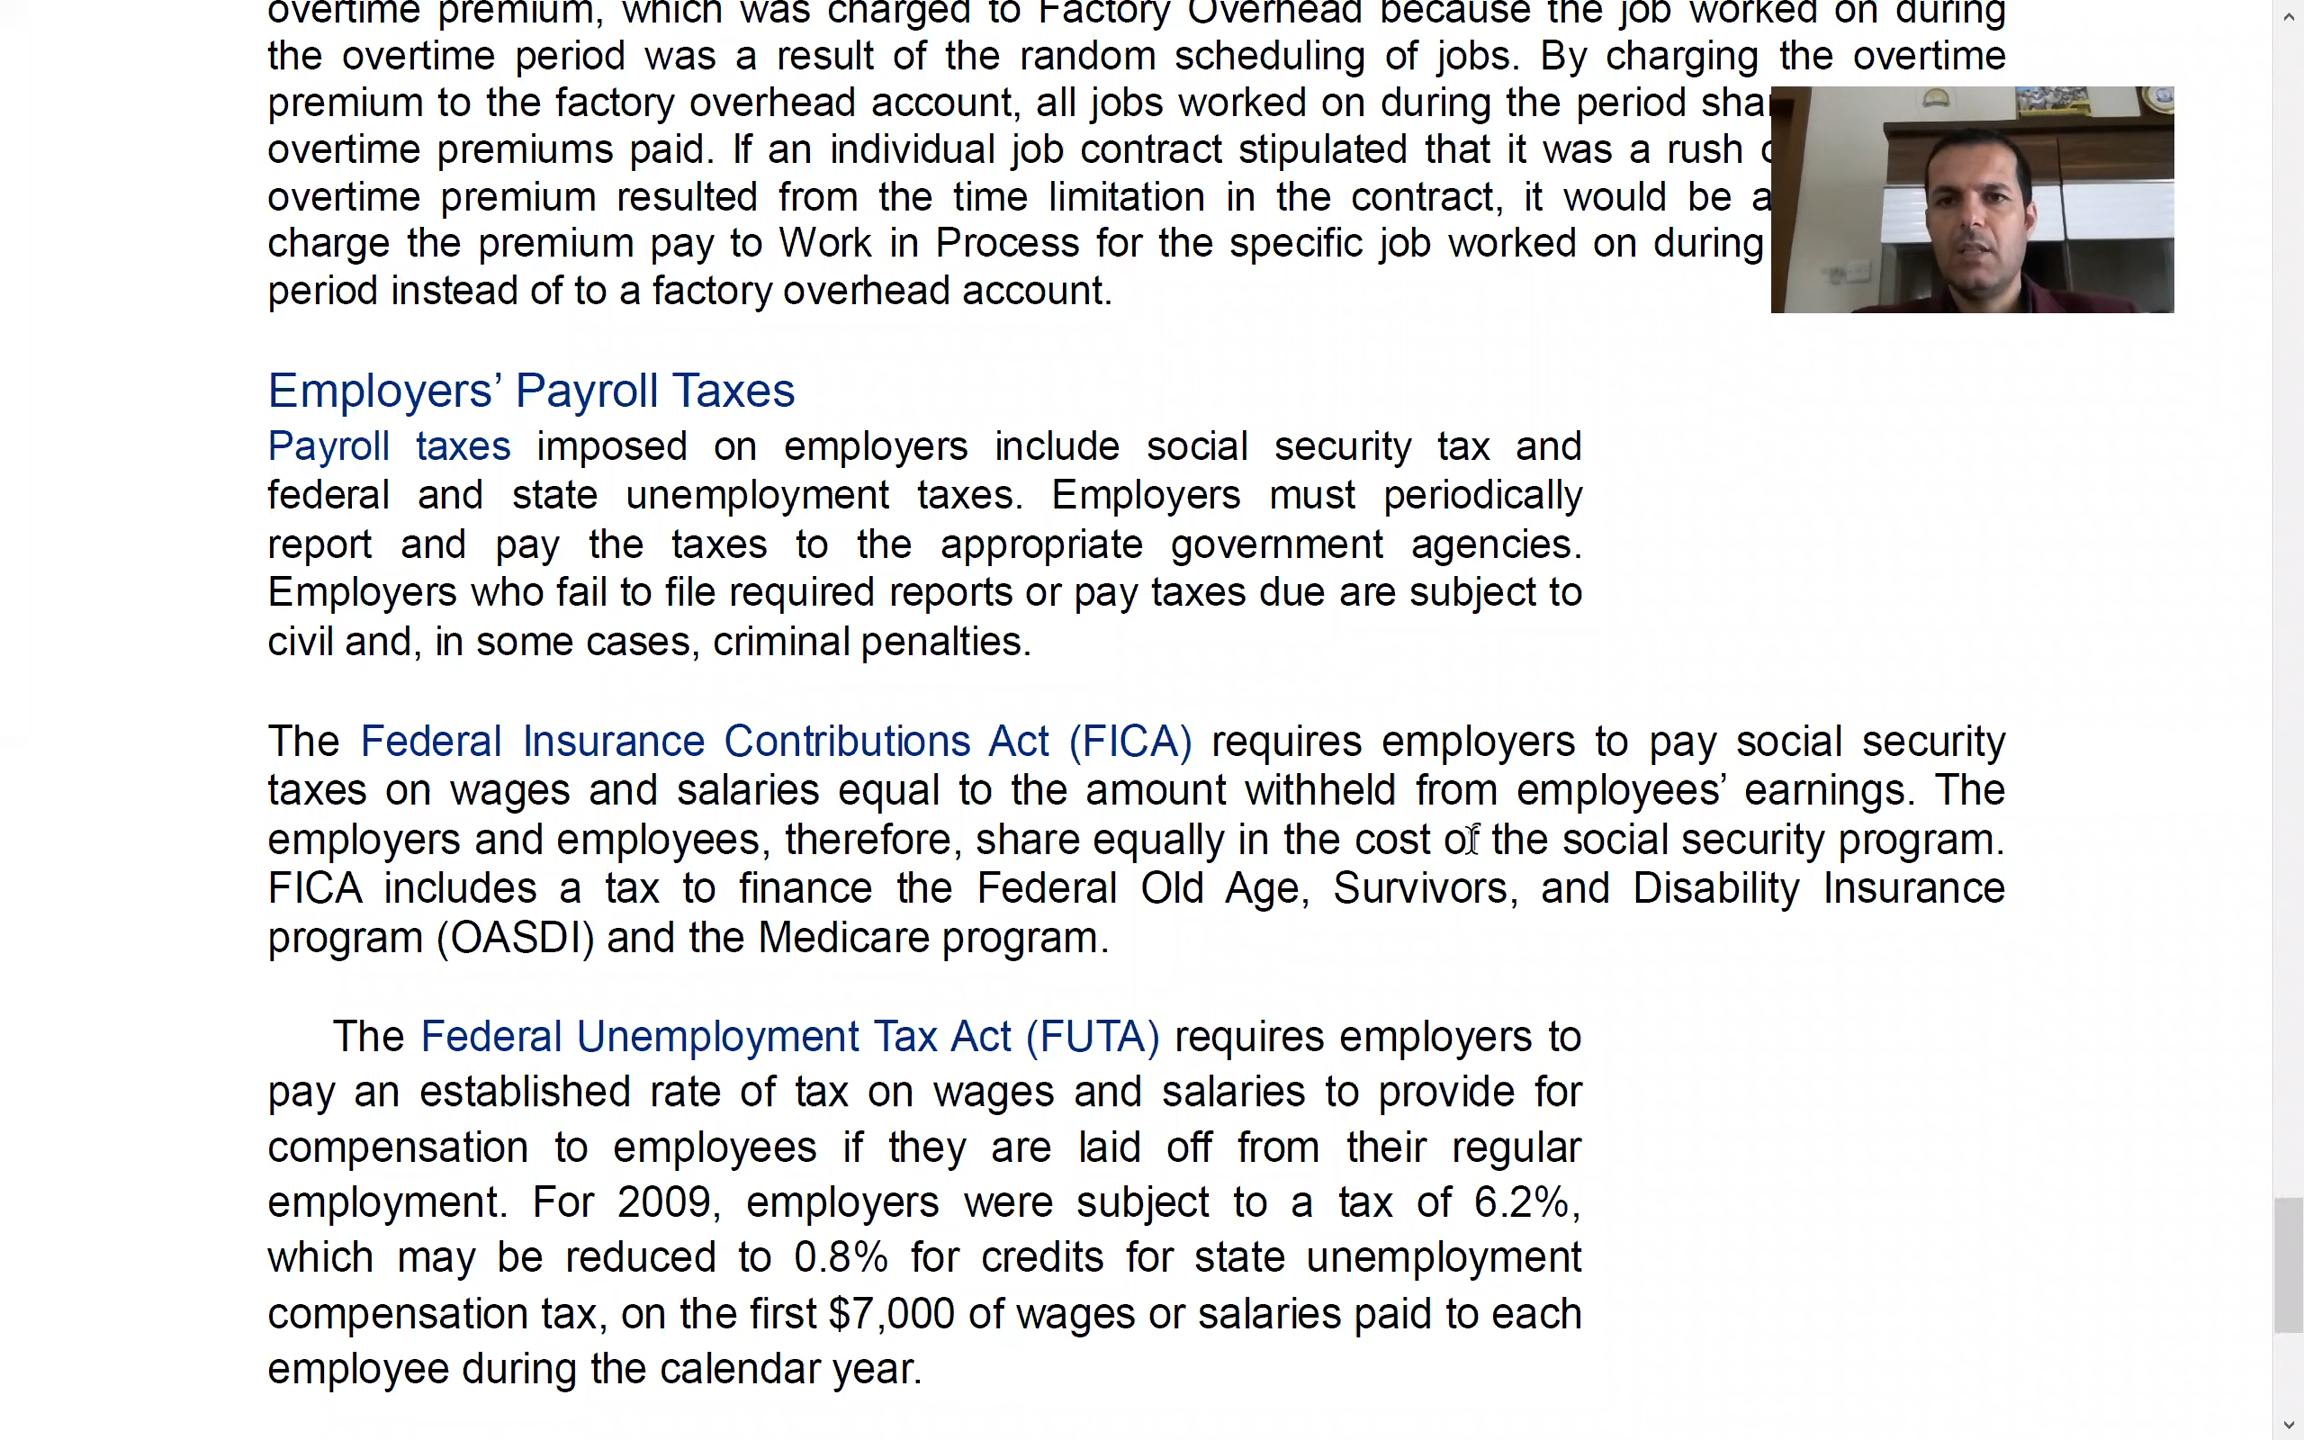 overtime premium, which was charged to Factory Overhead because the job worked on during
the overtime period was a result of the random scheduling of jobs. By charging the overtime
premium to the factory overhead account, all jobs worked on during the period
overtime premiums paid. If an individual job contract stipulated that it was a rush
overtime premium resulted from the time limitation in the contract, it would be
charge the premium pay to Work in Process for the specific job worked on during
period instead of to a factory overhead account.
Employers’ Payroll Taxes
Payroll taxes imposed on employers include social security tax and
federal and state unemployment taxes. Employers must periodically
report and pay the taxes to the appropriate government agencies.
Employers who fail to file required reports or pay taxes due are subject to
civil and, in some cases, criminal penalties.
The Federal Insurance Contributions Act (FICA) requires employers to pay social security
taxes on wages and salaries equal to the amount withheld from employees’ earnings. The
employers and employees, therefore, share equally in the cost of the social security program.
FICA includes a tax to finance the Federal Old Age, Survivors, and Disability Insurance
program (OASDI) and the Medicare program.
The Federal Unemployment Tax Act (FUTA) requires employers to
pay an established rate of tax on wages and salaries to provide for
compensation to employees if they are laid off from their regular
employment. For 2009, employers were subject to a tax of 6.2%,
which may be reduced to 0.8% for credits for state unemployment
compensation tax, on the first $7,000 of wages or salaries paid to each
employee during the calendar year.